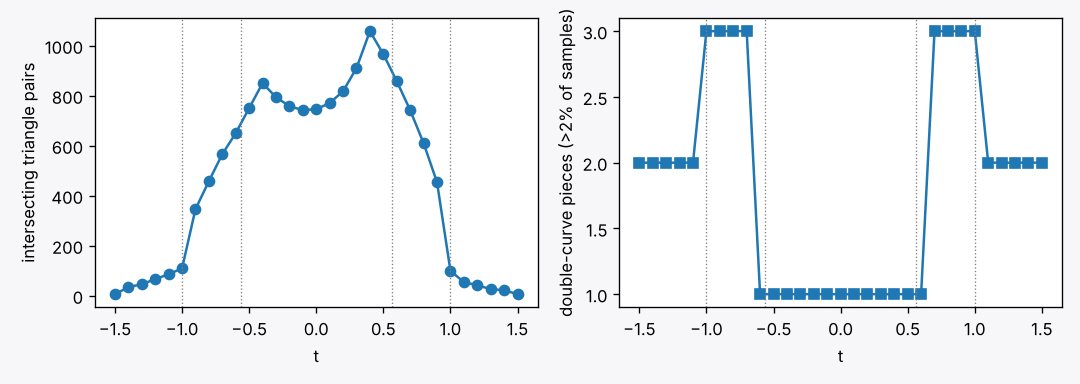 intersecting triangle pairs
1000
800
600
400
200
0
−1.5 −1.0 −0.5 0.0 0.5 1.0 1.5
t
double-curve pieces (>2% of samples)
3.0
2.5
2.0
1.5
1.0
−1.5 −1.0 −0.5 0.0 0.5 1.0 1.5
t